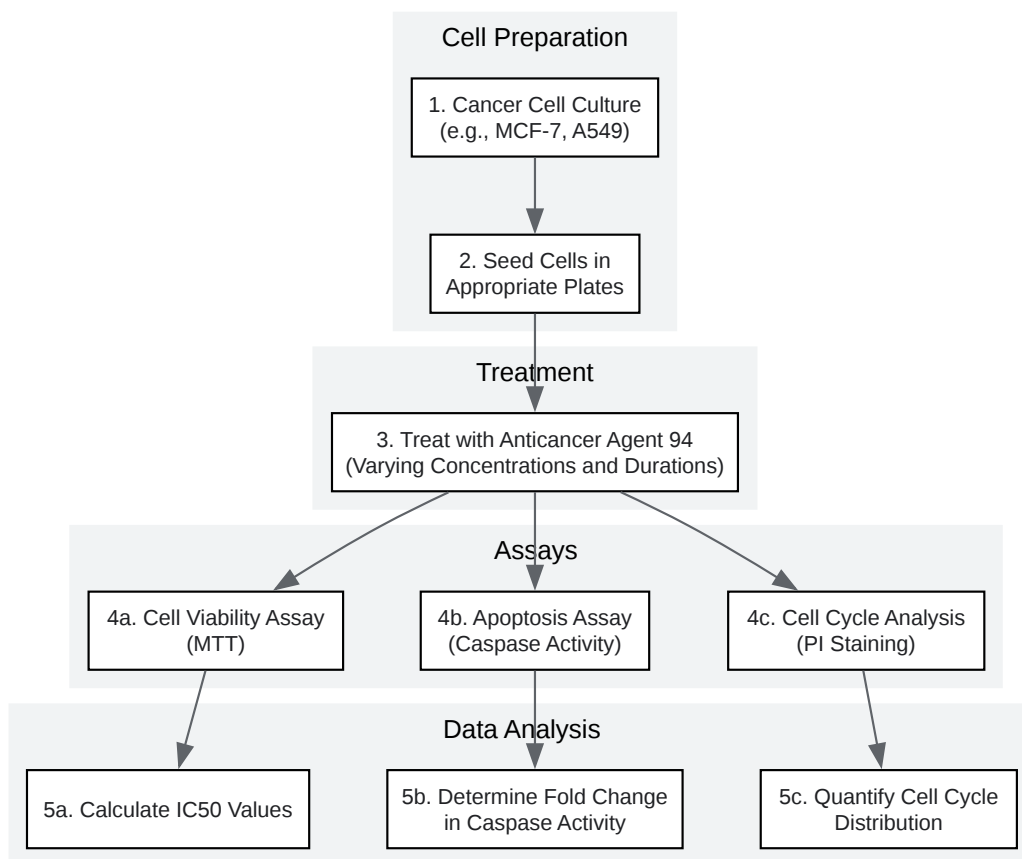 Cell Preparation
1. Cancer Cell Culture
(e.g., MCF-7, A549)
2. Seed Cells in
Appropriate Plates
Treatment
3. Treat with Anticancer Agent 94
(Varying Concentrations and Durations)
Assays
4a. Cell Viability Assay
(MTT)
4b. Apoptosis Assay
(Caspase Activity)
4c. Cell Cycle Analysis
(PI Staining)
Data Analysis
5a. Calculate IC50 Values
5b. Determine Fold Change
in Caspase Activity
5c. Quantify Cell Cycle
Distribution